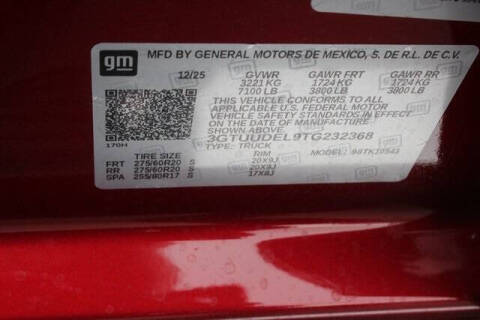 gm
MFD BY GENERAL MOTORS DE MEXICO, S. DE R.L. DE C.V.
12/25 GVWR GAWR FRT GAWR RR
3221 KG 1724 KG 1724 KG
7100 LB 3800 LB 3800 LB
THIS VEHICLE CONFORMS TO ALL
APPLICABLE U.S. FEDERAL MOTOR
VEHICLE SAFETY STANDARDS IN EFFECT
ON THE DATE OF MANUFACTURE
SHOWN ABOVE.
3GTUUDEL9TG232368
170H TYPE: TRUCK MODEL:
TIRE SIZE RIM
FRT 275/60R20 S 20X9J
RR 275/60R20 S 20X9J
SPA 255/80R17 S 17X8J